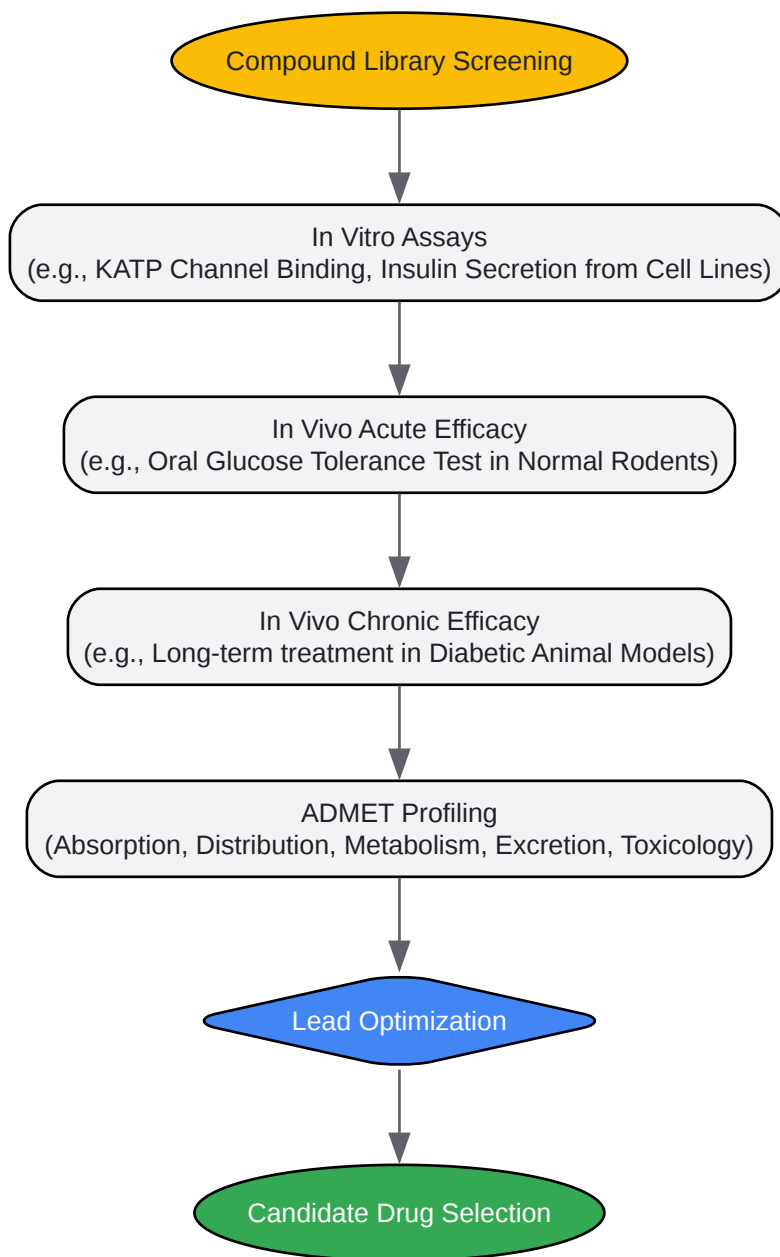 Compound Library Screening
In Vitro Assays
(e.g., KATP Channel Binding, Insulin Secretion from Cell Lines)
In Vivo Acute Efficacy
(e.g., Oral Glucose Tolerance Test in Normal Rodents)
In Vivo Chronic Efficacy
(e.g., Long-term treatment in Diabetic Animal Models)
ADMET Profiling
(Absorption, Distribution, Metabolism, Excretion, Toxicology)
Lead Optimization
Candidate Drug Selection